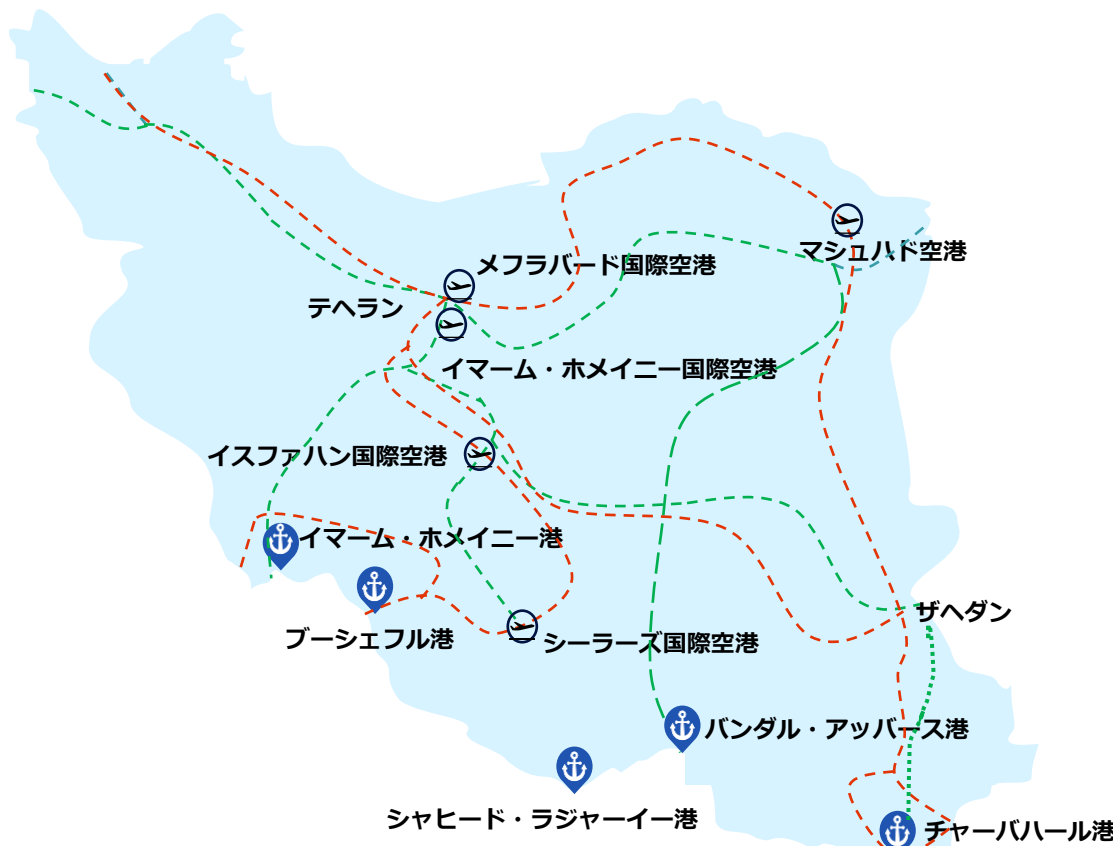 マシュハド空港
メフラバード国際空港
テヘラン
イマーム・ホメイニー国際空港
イスファハン国際空港
イマーム・ホメイニー港
ザヘダン
ブーシェフル港
シーラーズ国際空港
バンダル・アッバース港
シャヒード・ラジャーイー港
チャーバハール港